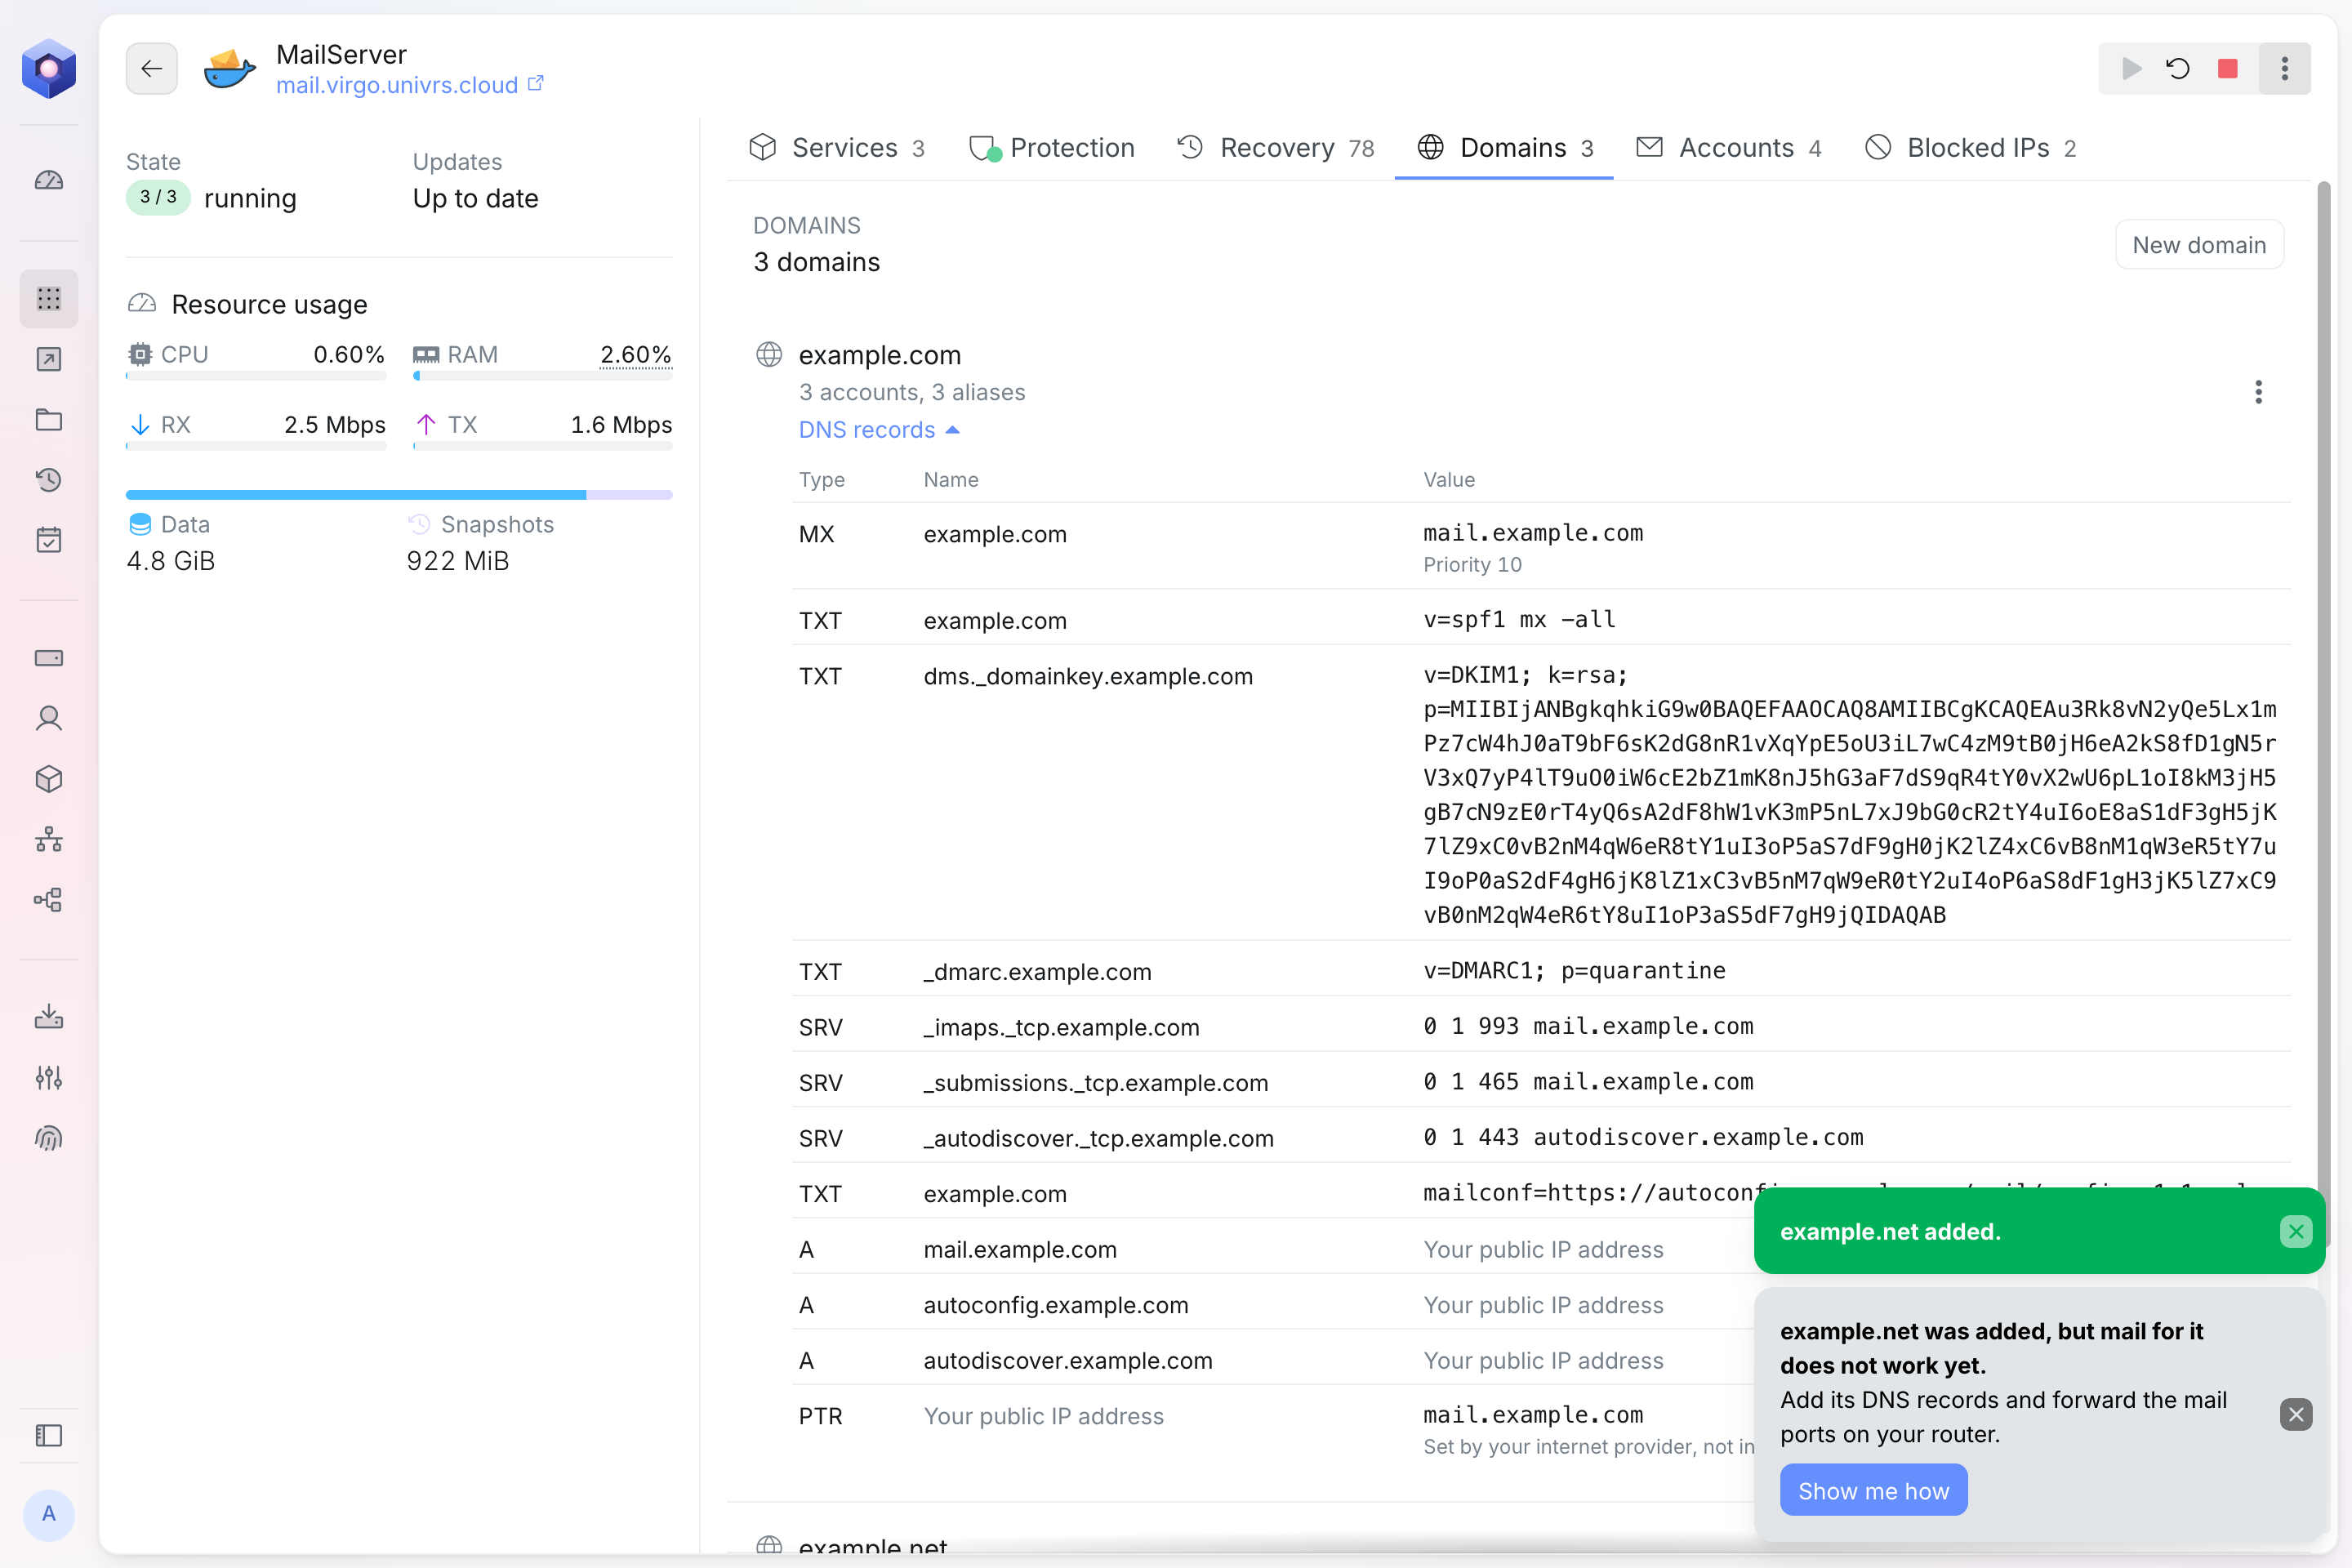 MailServer
mail.virgo.univrs.cloud
State
Updates
3 / 3 running
Up to date
Resource usage
CPU 0.60%
RAM 2.60%
RX 2.5 Mbps
TX 1.6 Mbps
Data
Snapshots
4.8 GiB
922 MiB
A
Services 3
Protection
Recovery 78
Domains 3
Accounts 4
Blocked IPs 2
DOMAINS
3 domains
New domain
example.com
3 accounts, 3 aliases
DNS records
Type Name Value
MX example.com mail.example.com
Priority 10
TXT example.com v=spf1 mx -all
TXT dms._domainkey.example.com v=DKIM1; k=rsa;
p=MIIBIjANBgkqhkiG9w0BAQEFAAOCAQ8AMIIBCgKCAQEAu3Rk8vN2yQe5Lx1m
Pz7cW4hJ0aT9bF6sK2dG8nR1vXqYpE5oU3iL7wC4zM9tB0jH6eA2kS8fD1gN5r
V3xQ7yP4lT9uO0iW6cE2bZ1mK8nJ5hG3aF7dS9qR4tY0vX2wU6pL1oI8kM3jH5
gB7cN9zE0rT4yQ6sA2dF8hW1vK3mP5nL7xJ9bG0cR2tY4uI6oE8aS1dF3gH5jK
7lZ9xC0vB2nM4qW6eR8tY1uI3oP5aS7dF9gH0jK2lZ4xC6vB8nM1qW3eR5tY7u
I9oP0aS2dF4gH6jK8lZ1xC3vB5nM7qW9eR0tY2uI4oP6aS8dF1gH3jK5lZ7xC9
vB0nM2qW4eR6tY8uI1oP3aS5dF7gH9jQIDAQAB
TXT _dmarc.example.com v=DMARC1; p=quarantine
SRV _imaps._tcp.example.com 0 1 993 mail.example.com
SRV _submissions._tcp.example.com 0 1 465 mail.example.com
SRV _autodiscover._tcp.example.com 0 1 443 autodiscover.example.com
TXT example.com
A mail.example.com Your public IP address
A autoconfig.example.com Your public IP address
A autodiscover.example.com Your public IP address
PTR Your public IP address mail.example.com
Set by your internet provider, not in
example.net
example.net added.
example.net was added, but mail for it
does not work yet.
Add its DNS records and forward the mail
ports on your router.
Show me how